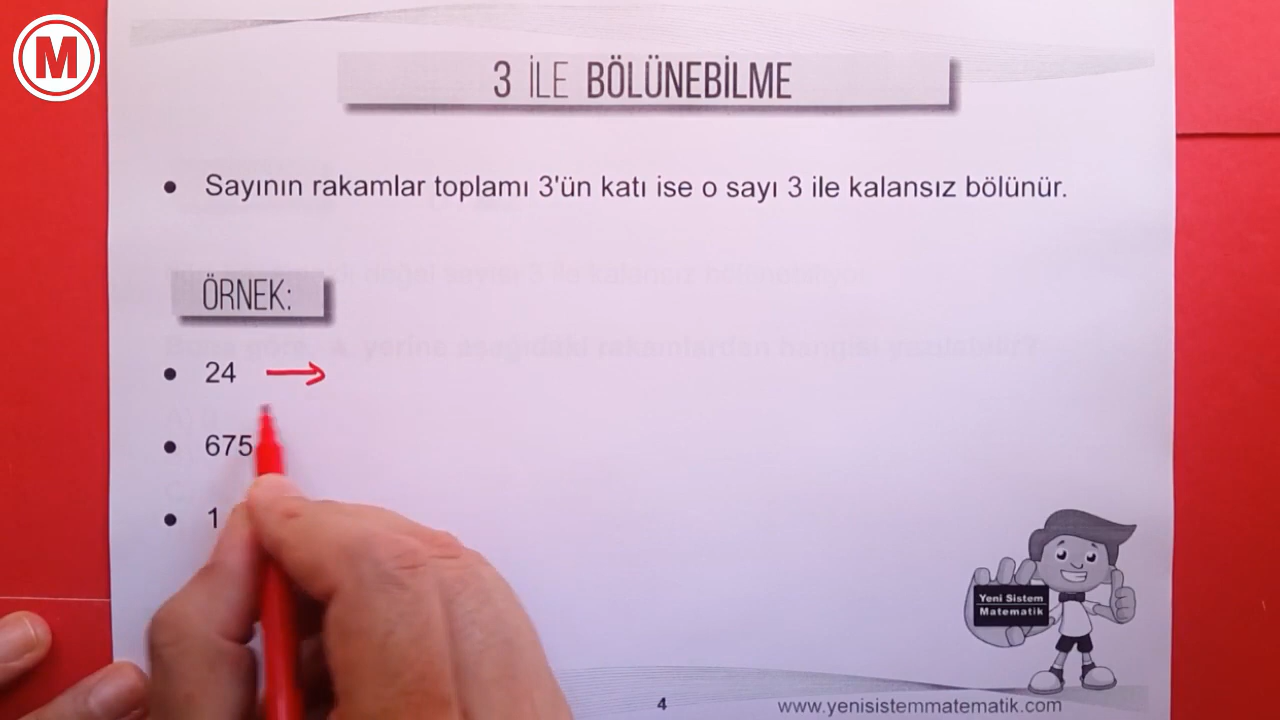 M
3 İLE BÖLÜNEBİLME
• Sayının rakamlar toplamı 3'ün katı ise o sayı 3 ile kalansız bölünür.
ÖRNEK:
• 24 →
• 675
• 1
Yeni Sistem
Matematik
4
www.yenisistemmatematik.com